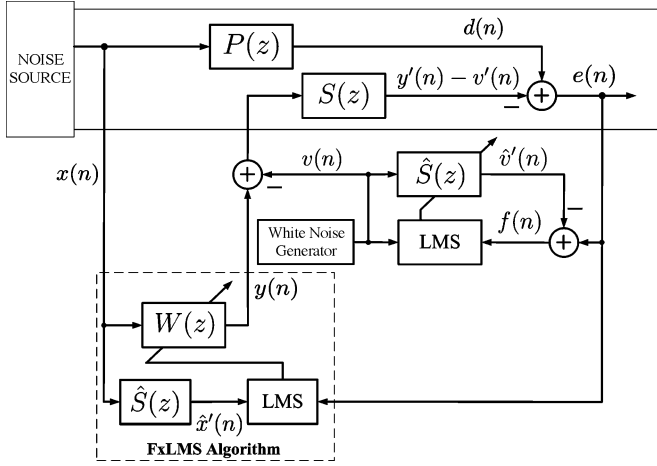 NOISE
SOURCE
P(z)
d(n)
S(z)
y′(n) − v′(n)
−
+
e(n)
x(n)
+
−
v(n)
Ŝ(z)
v̂′(n)
White Noise
Generator
LMS
f(n)
−
+
W(z)
y(n)
Ŝ(z)
x̂′(n)
LMS
FxLMS Algorithm